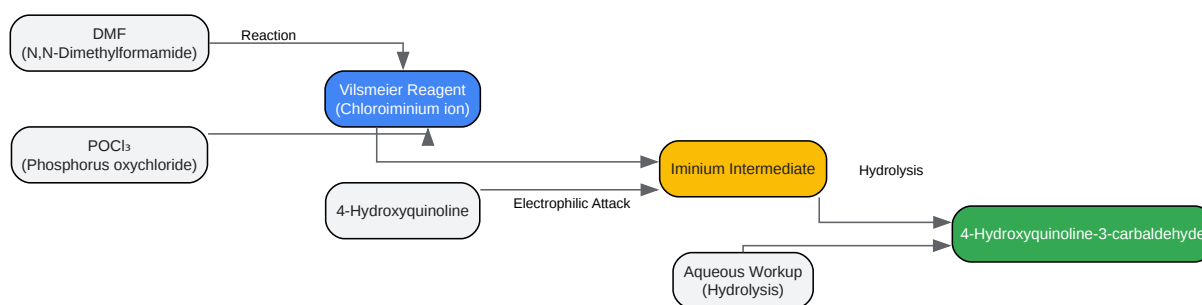 DMF
(N,N-Dimethylformamide)
Reaction
Vilsmeier Reagent
(Chloroiminium ion)
POCl₃
(Phosphorus oxychloride)
Iminium Intermediate
Hydrolysis
4-Hydroxyquinoline
Electrophilic Attack
4-Hydroxyquinoline-3-carbaldehyde
Aqueous Workup
(Hydrolysis)